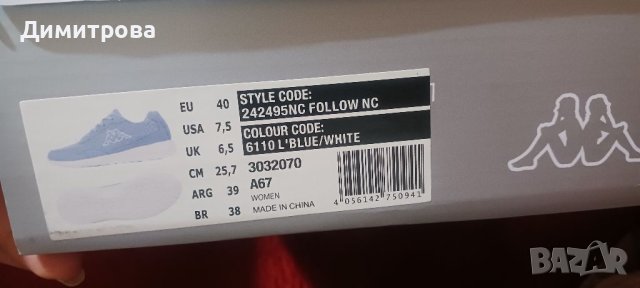 Димитрова
EU 40
USA 7,5
UK 6,5
CM 25,7
ARG 39
BR 38
STYLE CODE:
242495NC FOLLOW NC
COLOUR CODE:
6110 L'BLUE/WHITE
3032070
A67
WOMEN
MADE IN CHINA
4 056142 750941
BAZAR